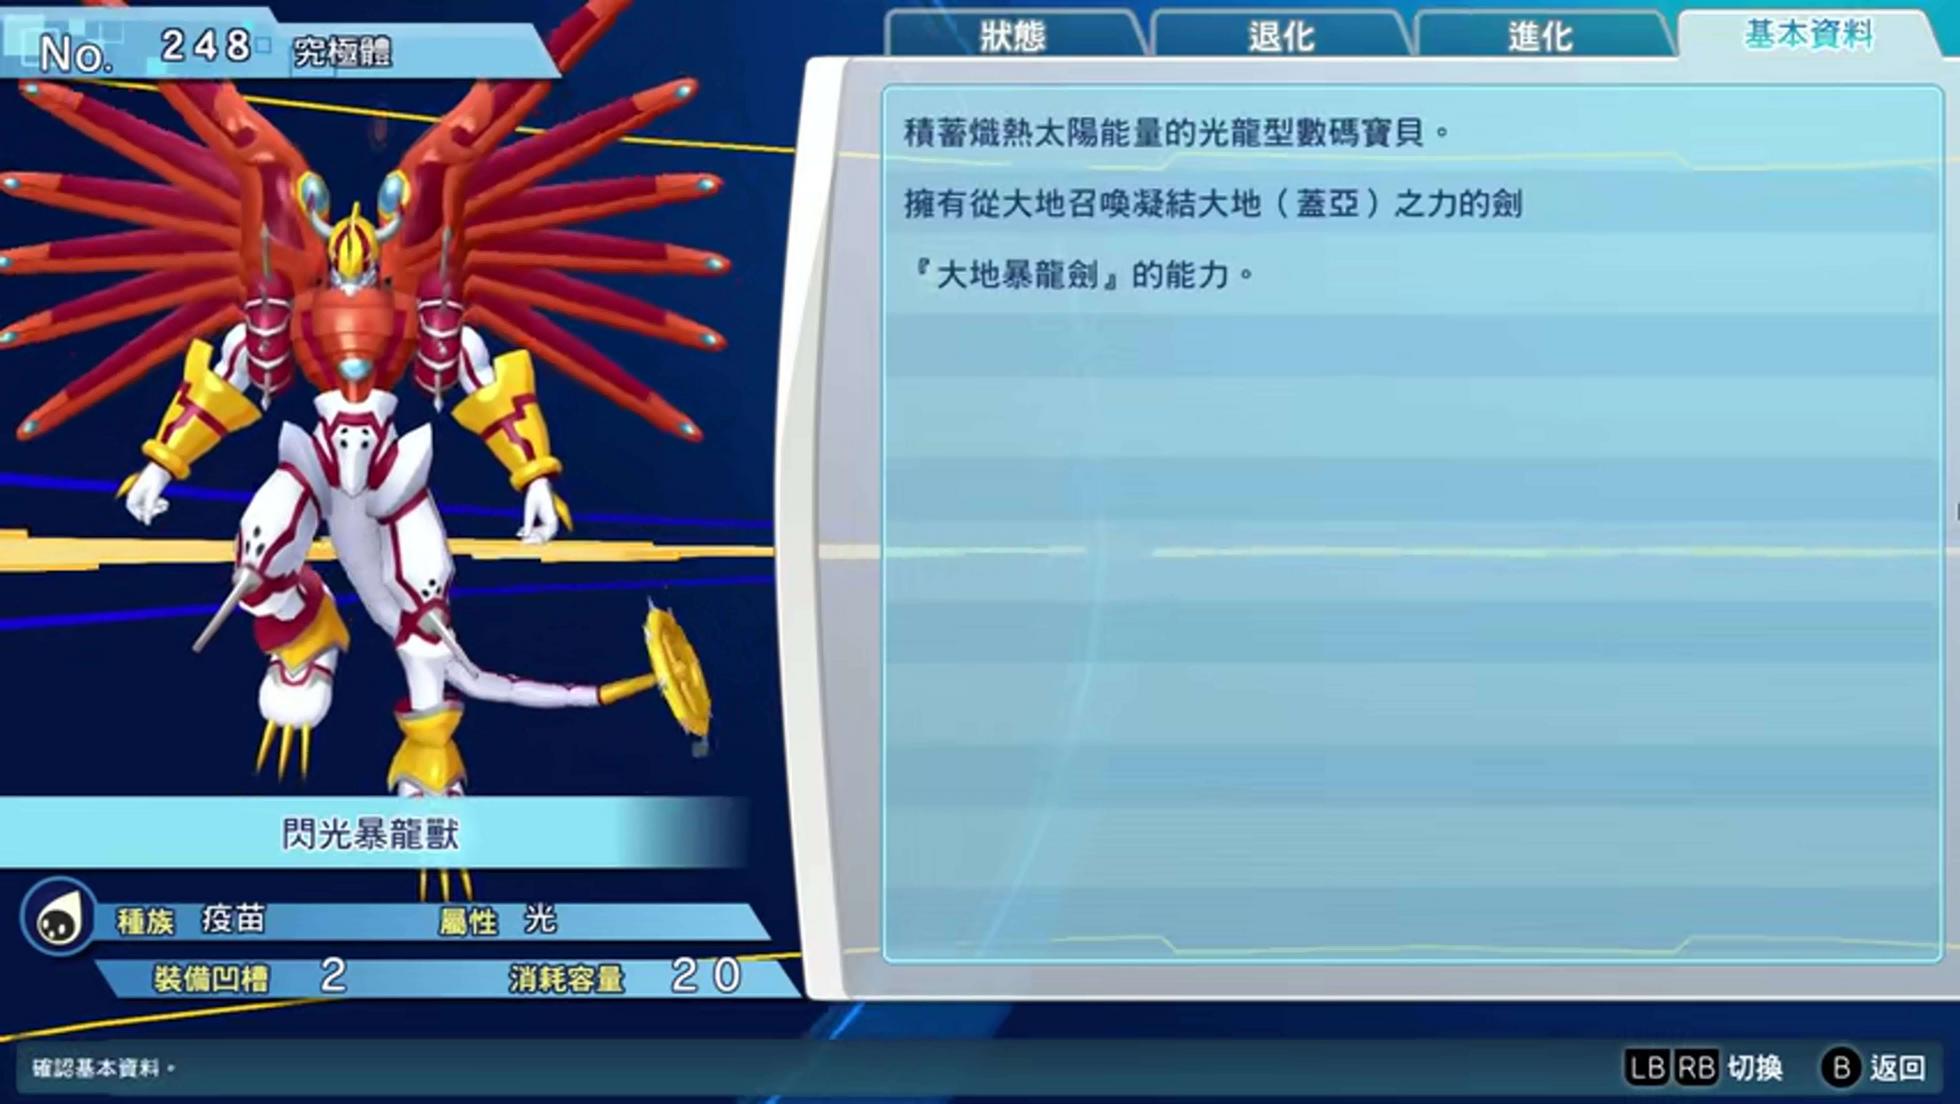 No. 248 究極體
狀態
退化
進化
基本資料
積蓄熾熱太陽能量的光龍型數碼寶貝。
擁有從大地召喚凝結大地（蓋亞）之力的劍
『大地暴龍劍』的能力。
閃光暴龍獸
種族 疫苗 屬性 光
裝備凹槽 2 消耗容量 20
確認基本資料。
LB RB 切換 B 返回